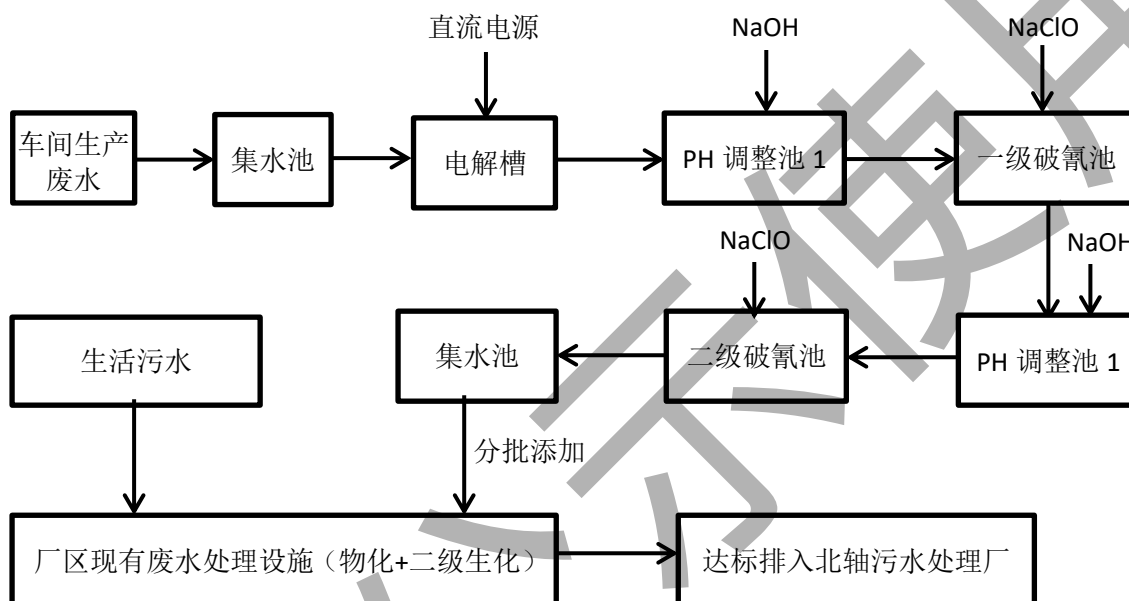 直流电源
NaOH
NaClO
车间生产
废水
集水池
电解槽
PH 调整池 1
一级破氰池
NaClO
NaOH
生活污水
集水池
二级破氰池
PH 调整池 1
分批添加
厂区现有废水处理设施（物化+二级生化）
达标排入北轴污水处理厂
示使用